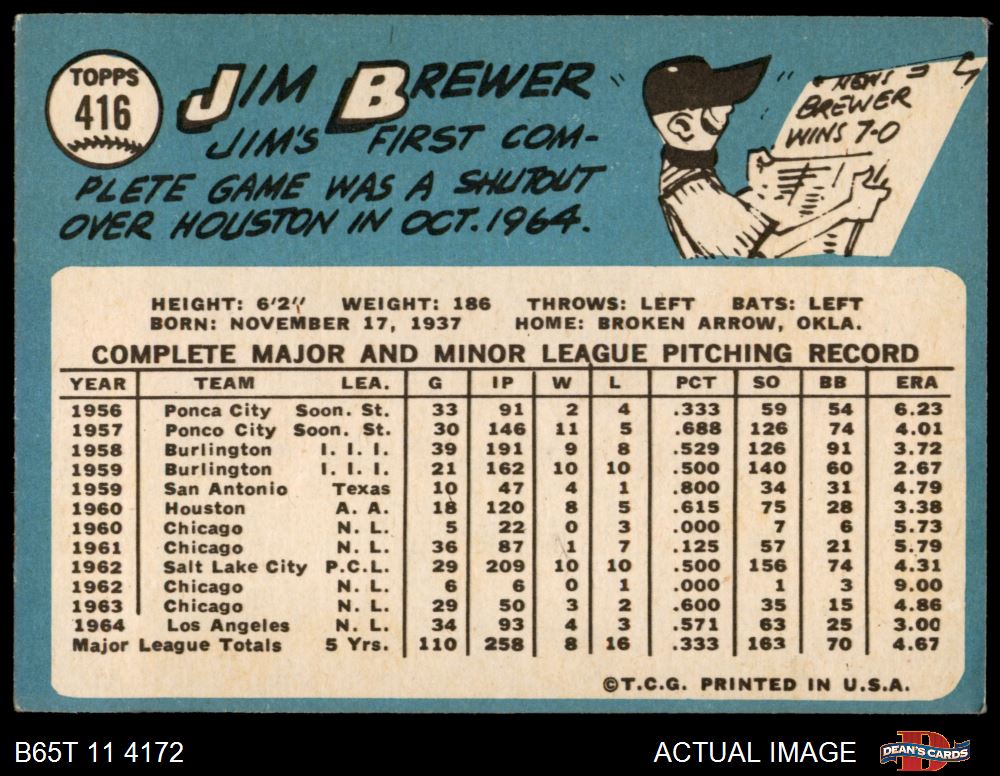 TOPPS
416
JIM BREWER
JIM'S FIRST COM-
PLETE GAME WAS A SHUTOUT
OVER HOUSTON IN OCT. 1964.
NEWS
BREWER
WINS 7-0
HEIGHT: 6'2" WEIGHT: 186 THROWS: LEFT BATS: LEFT
BORN: NOVEMBER 17, 1937 HOME: BROKEN ARROW, OKLA.
COMPLETE MAJOR AND MINOR LEAGUE PITCHING RECORD
YEAR TEAM LEA. G IP W L PCT SO BB ERA
1956 Ponca City Soon. St. 33 91 2 4 .333 59 54 6.23
1957 Ponco City Soon. St. 30 146 11 5 .688 126 74 4.01
1958 Burlington I. I. I. 39 191 9 8 .529 126 91 3.72
1959 Burlington I. I. I. 21 162 10 10 .500 140 60 2.67
1959 San Antonio Texas 10 47 4 1 .800 34 31 4.79
1960 Houston A. A. 18 120 8 5 .615 75 28 3.38
1960 Chicago N. L. 5 22 0 3 .000 7 6 5.73
1961 Chicago N. L. 36 87 1 7 .125 57 21 5.79
1962 Salt Lake City P.C.L. 29 209 10 10 .500 156 74 4.31
1962 Chicago N. L. 6 6 0 1 .000 1 3 9.00
1963 Chicago N. L. 29 50 3 2 .600 35 15 4.86
1964 Los Angeles N. L. 34 93 4 3 .571 63 25 3.00
Major League Totals 5 Yrs. 110 258 8 16 .333 163 70 4.67
©T.C.G. PRINTED IN U.S.A.
B65T 11 4172
ACTUAL IMAGE
DEAN'S CARDS